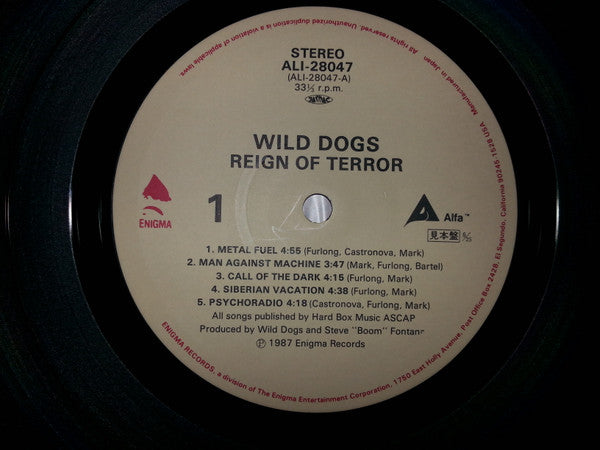 All rights reserved. Unauthorized duplication is a violation of applicable laws.
Manufactured in Japan
STEREO
ALI-28047
(ALI-28047-A)
33⅓ r.p.m.
WILD DOGS
REIGN OF TERROR
ENIGMA
1
Alfa™
見本盤
1. METAL FUEL 4:55 (Furlong, Castronova, Mark)
2. MAN AGAINST MACHINE 3:47 (Mark, Furlong, Bartel)
3. CALL OF THE DARK 4:15 (Furlong, Mark)
4. SIBERIAN VACATION 4:38 (Furlong, Mark)
5. PSYCHORADIO 4:18 (Castronova, Furlong, Mark)
All songs published by Hard Box Music ASCAP
Produced by Wild Dogs and Steve "Boom" Fontane
Ⓟ 1987 Enigma Records
ENIGMA RECORDS, a division of The Enigma Entertainment Corporation, 1750 East Holly Avenue, Post Office Box 2428, El Segundo, California 90245 1528 USA